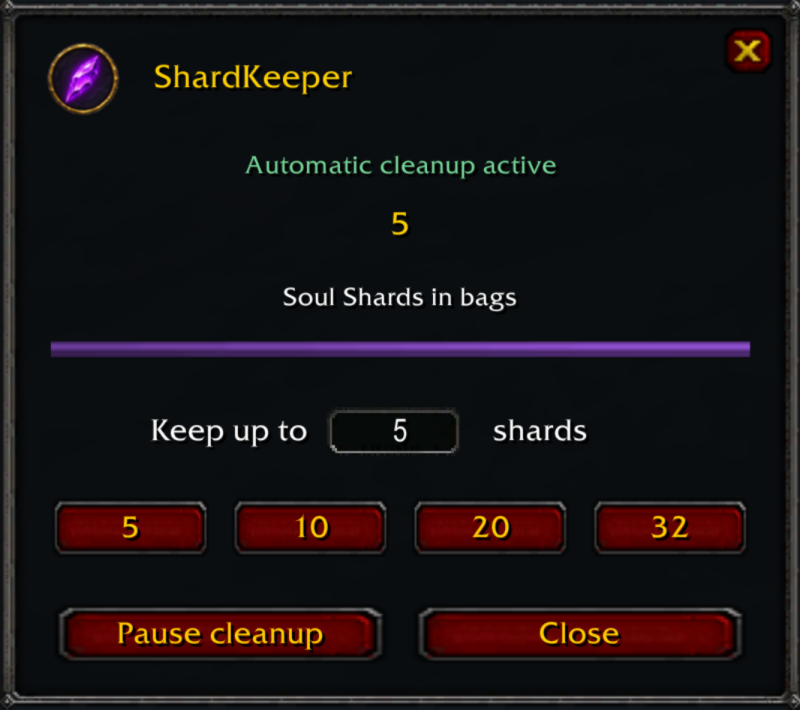 ShardKeeper
Automatic cleanup active
5
Soul Shards in bags
Keep up to 5 shards
5 10 20 32
Pause cleanup Close